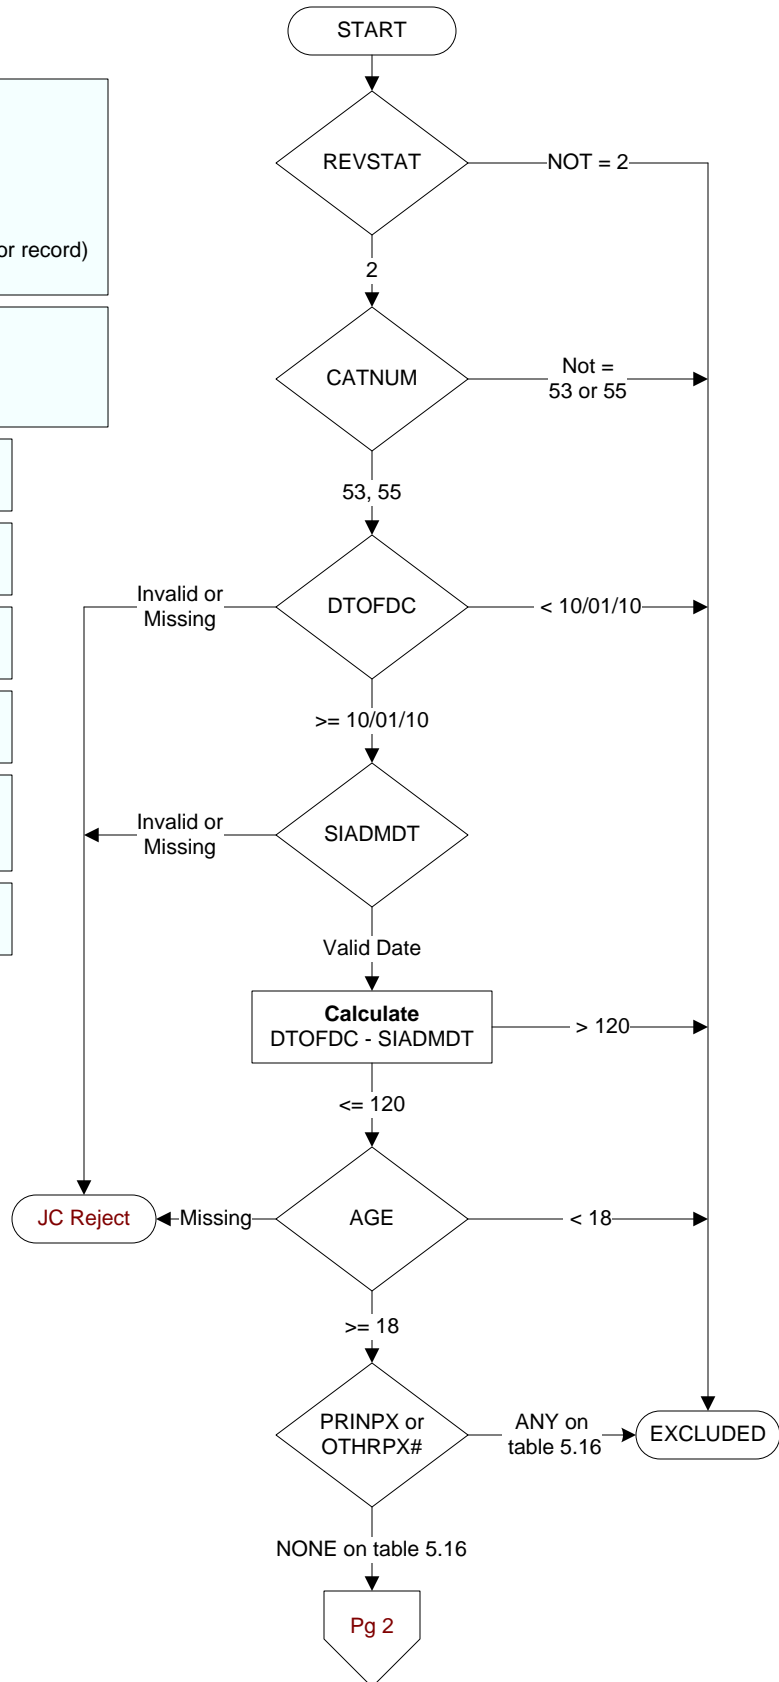 START
REVSTAT
NOT = 2
or record)
2
CATNUM
Not =
53 or 55
53, 55
Invalid or
Missing
DTOFDC
< 10/01/10
>= 10/01/10
Invalid or
Missing
SIADMDT
Valid Date
Calculate
DTOFDC - SIADMDT
> 120
<= 120
JC Reject
Missing
AGE
< 18
>= 18
PRINPX or
OTHRPX#
ANY on
table 5.16
EXCLUDED
NONE on table 5.16
Pg 2